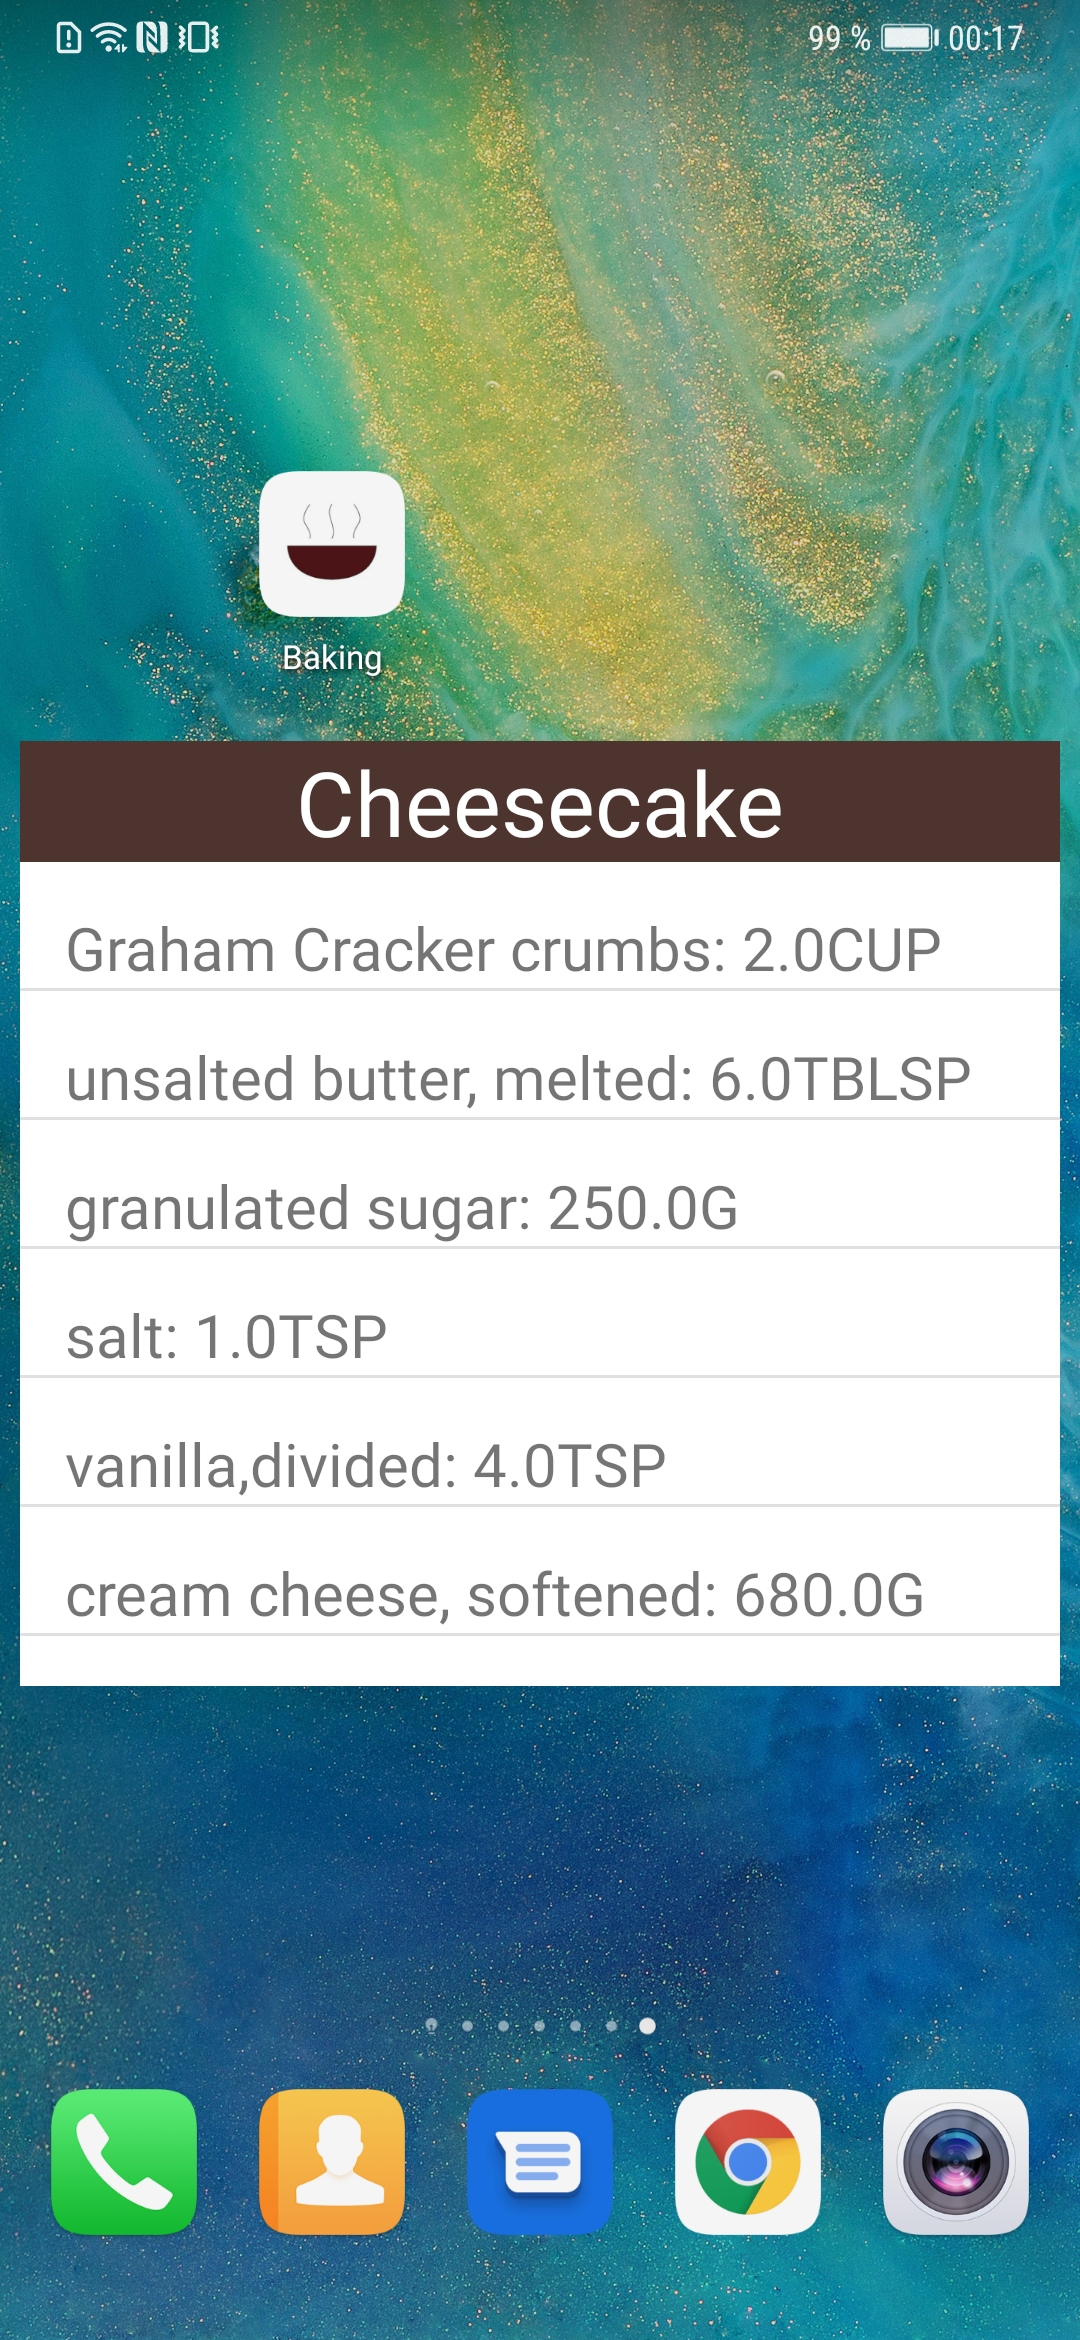 99 % 00:17
Baking
Cheesecake
Graham Cracker crumbs: 2.0CUP
unsalted butter, melted: 6.0TBLSP
granulated sugar: 250.0G
salt: 1.0TSP
vanilla,divided: 4.0TSP
cream cheese, softened: 680.0G